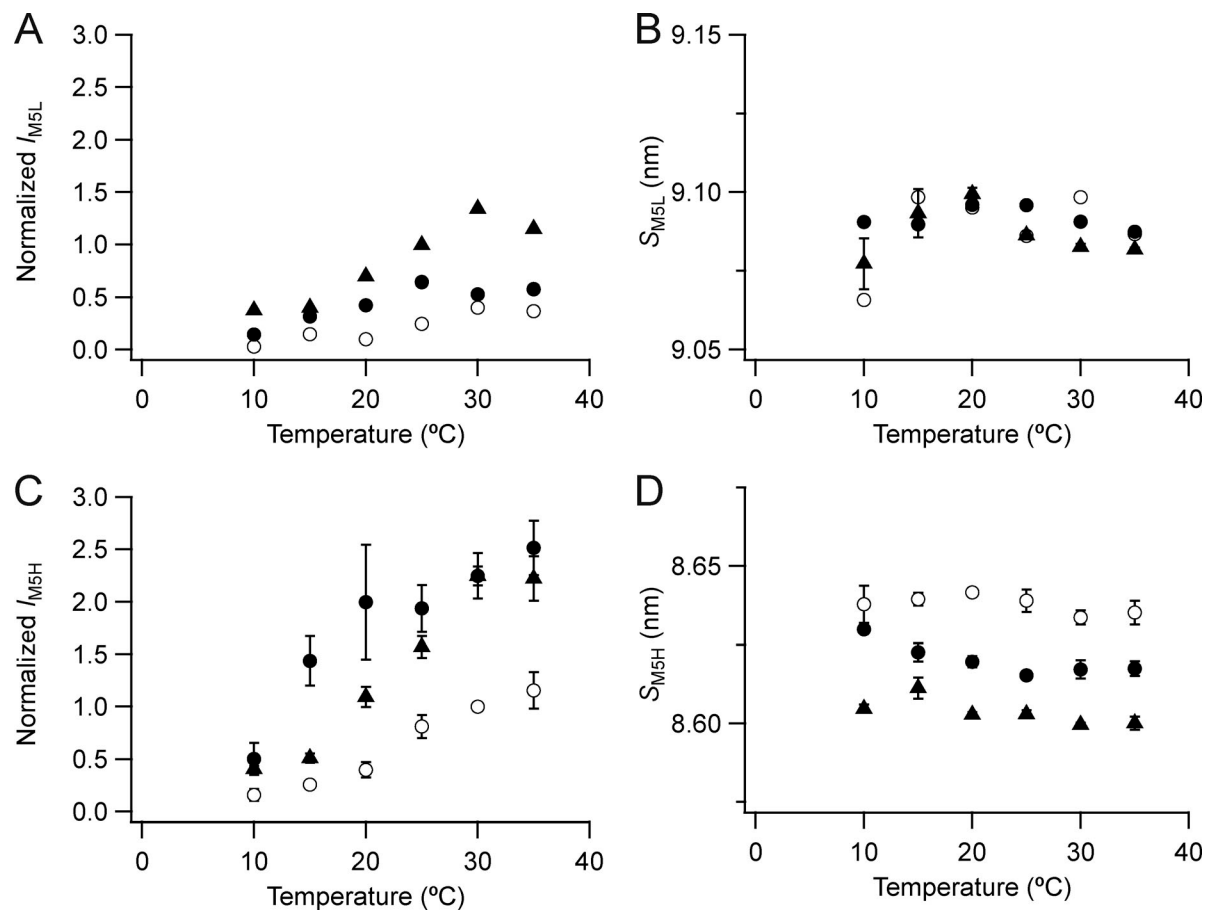 A
3.0
2.5
2.0
1.5
1.0
0.5
0.0
Normalized I_M5L
0 10 20 30 40
Temperature (ºC)
B
9.15
9.10
9.05
S_M5L (nm)
0 10 20 30 40
Temperature (ºC)
C
3.0
2.5
2.0
1.5
1.0
0.5
0.0
Normalized I_M5H
0 10 20 30 40
Temperature (ºC)
D
8.65
8.60
S_M5H (nm)
0 10 20 30 40
Temperature (ºC)